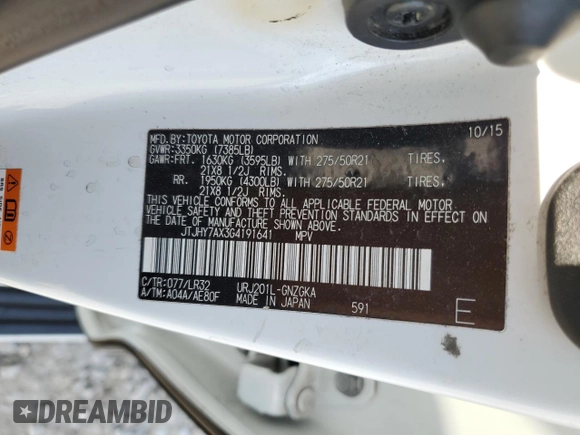 MFD.BY:TOYOTA MOTOR CORPORATION 10/15
GVWR:3350KG (7385LB)
GAWR:FRT. 1630KG (3595LB) WITH 275/50R21 TIRES,
21X8 1/2J RIMS.
RR. 1950KG (4300LB) WITH 275/50R21 TIRES,
21X8 1/2J RIMS.
THIS VEHICLE CONFORMS TO ALL APPLICABLE FEDERAL MOTOR
VEHICLE SAFETY AND THEFT PREVENTION STANDARDS IN EFFECT ON
THE DATE OF MANUFACTURE SHOWN ABOVE.
JTJHY7AX3G4191641 MPV
C/TR:077/LR32 URJ201L-GNZGKA
A/TM:A04A/AE80F MADE IN JAPAN 591 E
DREAMBID